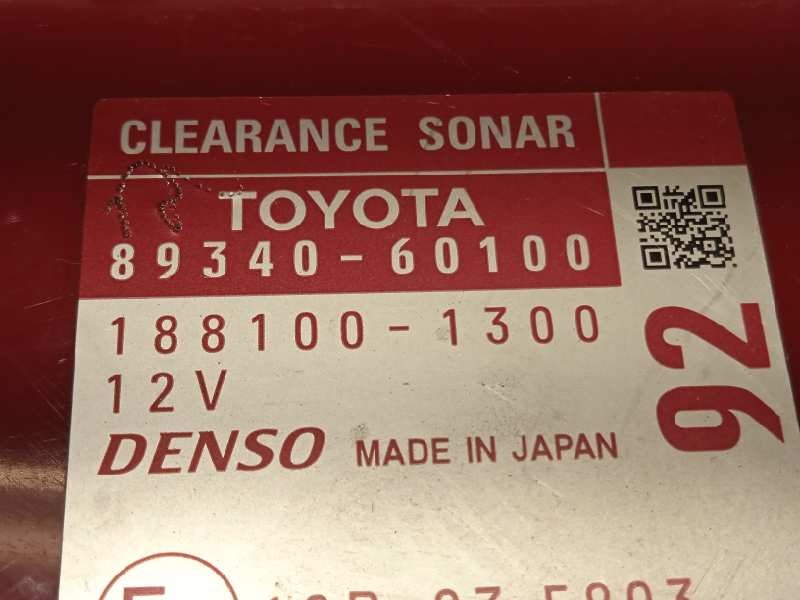 CLEARANCE SONAR
TOYOTA
89340-60100
188100-1300
12V
DENSO MADE IN JAPAN
92